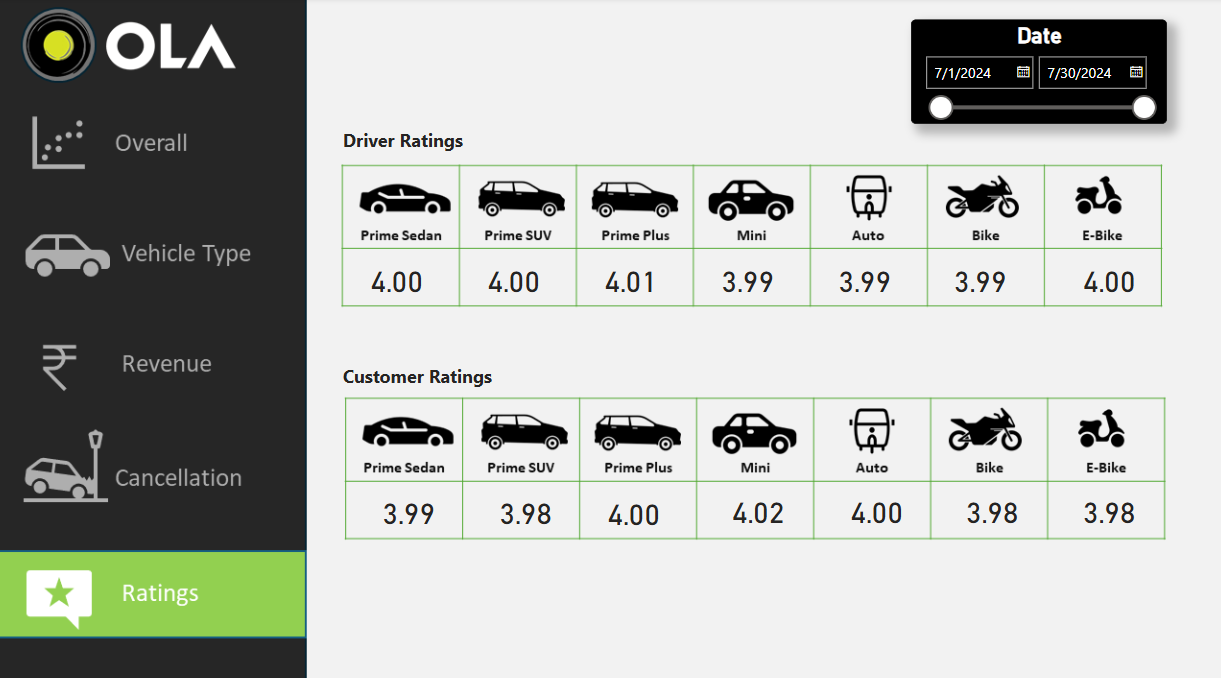 OLA
Overall
Vehicle Type
Revenue
Cancellation
Ratings
Date
7/1/2024 7/30/2024
Driver Ratings
Prime Sedan Prime SUV Prime Plus Mini Auto Bike E-Bike
4.00 4.00 4.01 3.99 3.99 3.99 4.00
Customer Ratings
Prime Sedan Prime SUV Prime Plus Mini Auto Bike E-Bike
3.99 3.98 4.00 4.02 4.00 3.98 3.98